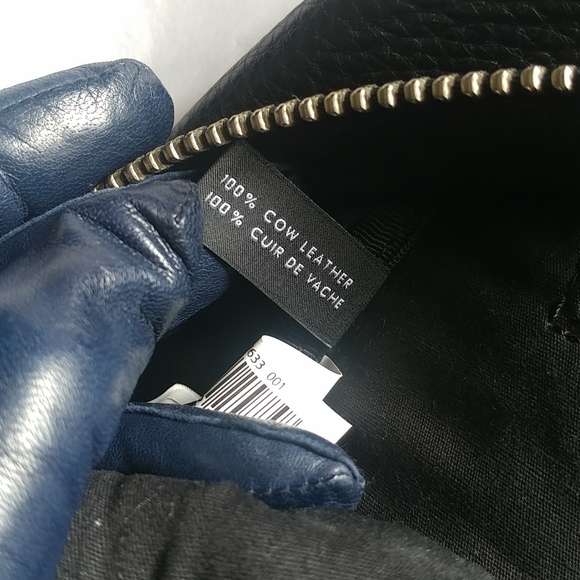 100% COW LEATHER
100% CUIR DE VACHE
633 001